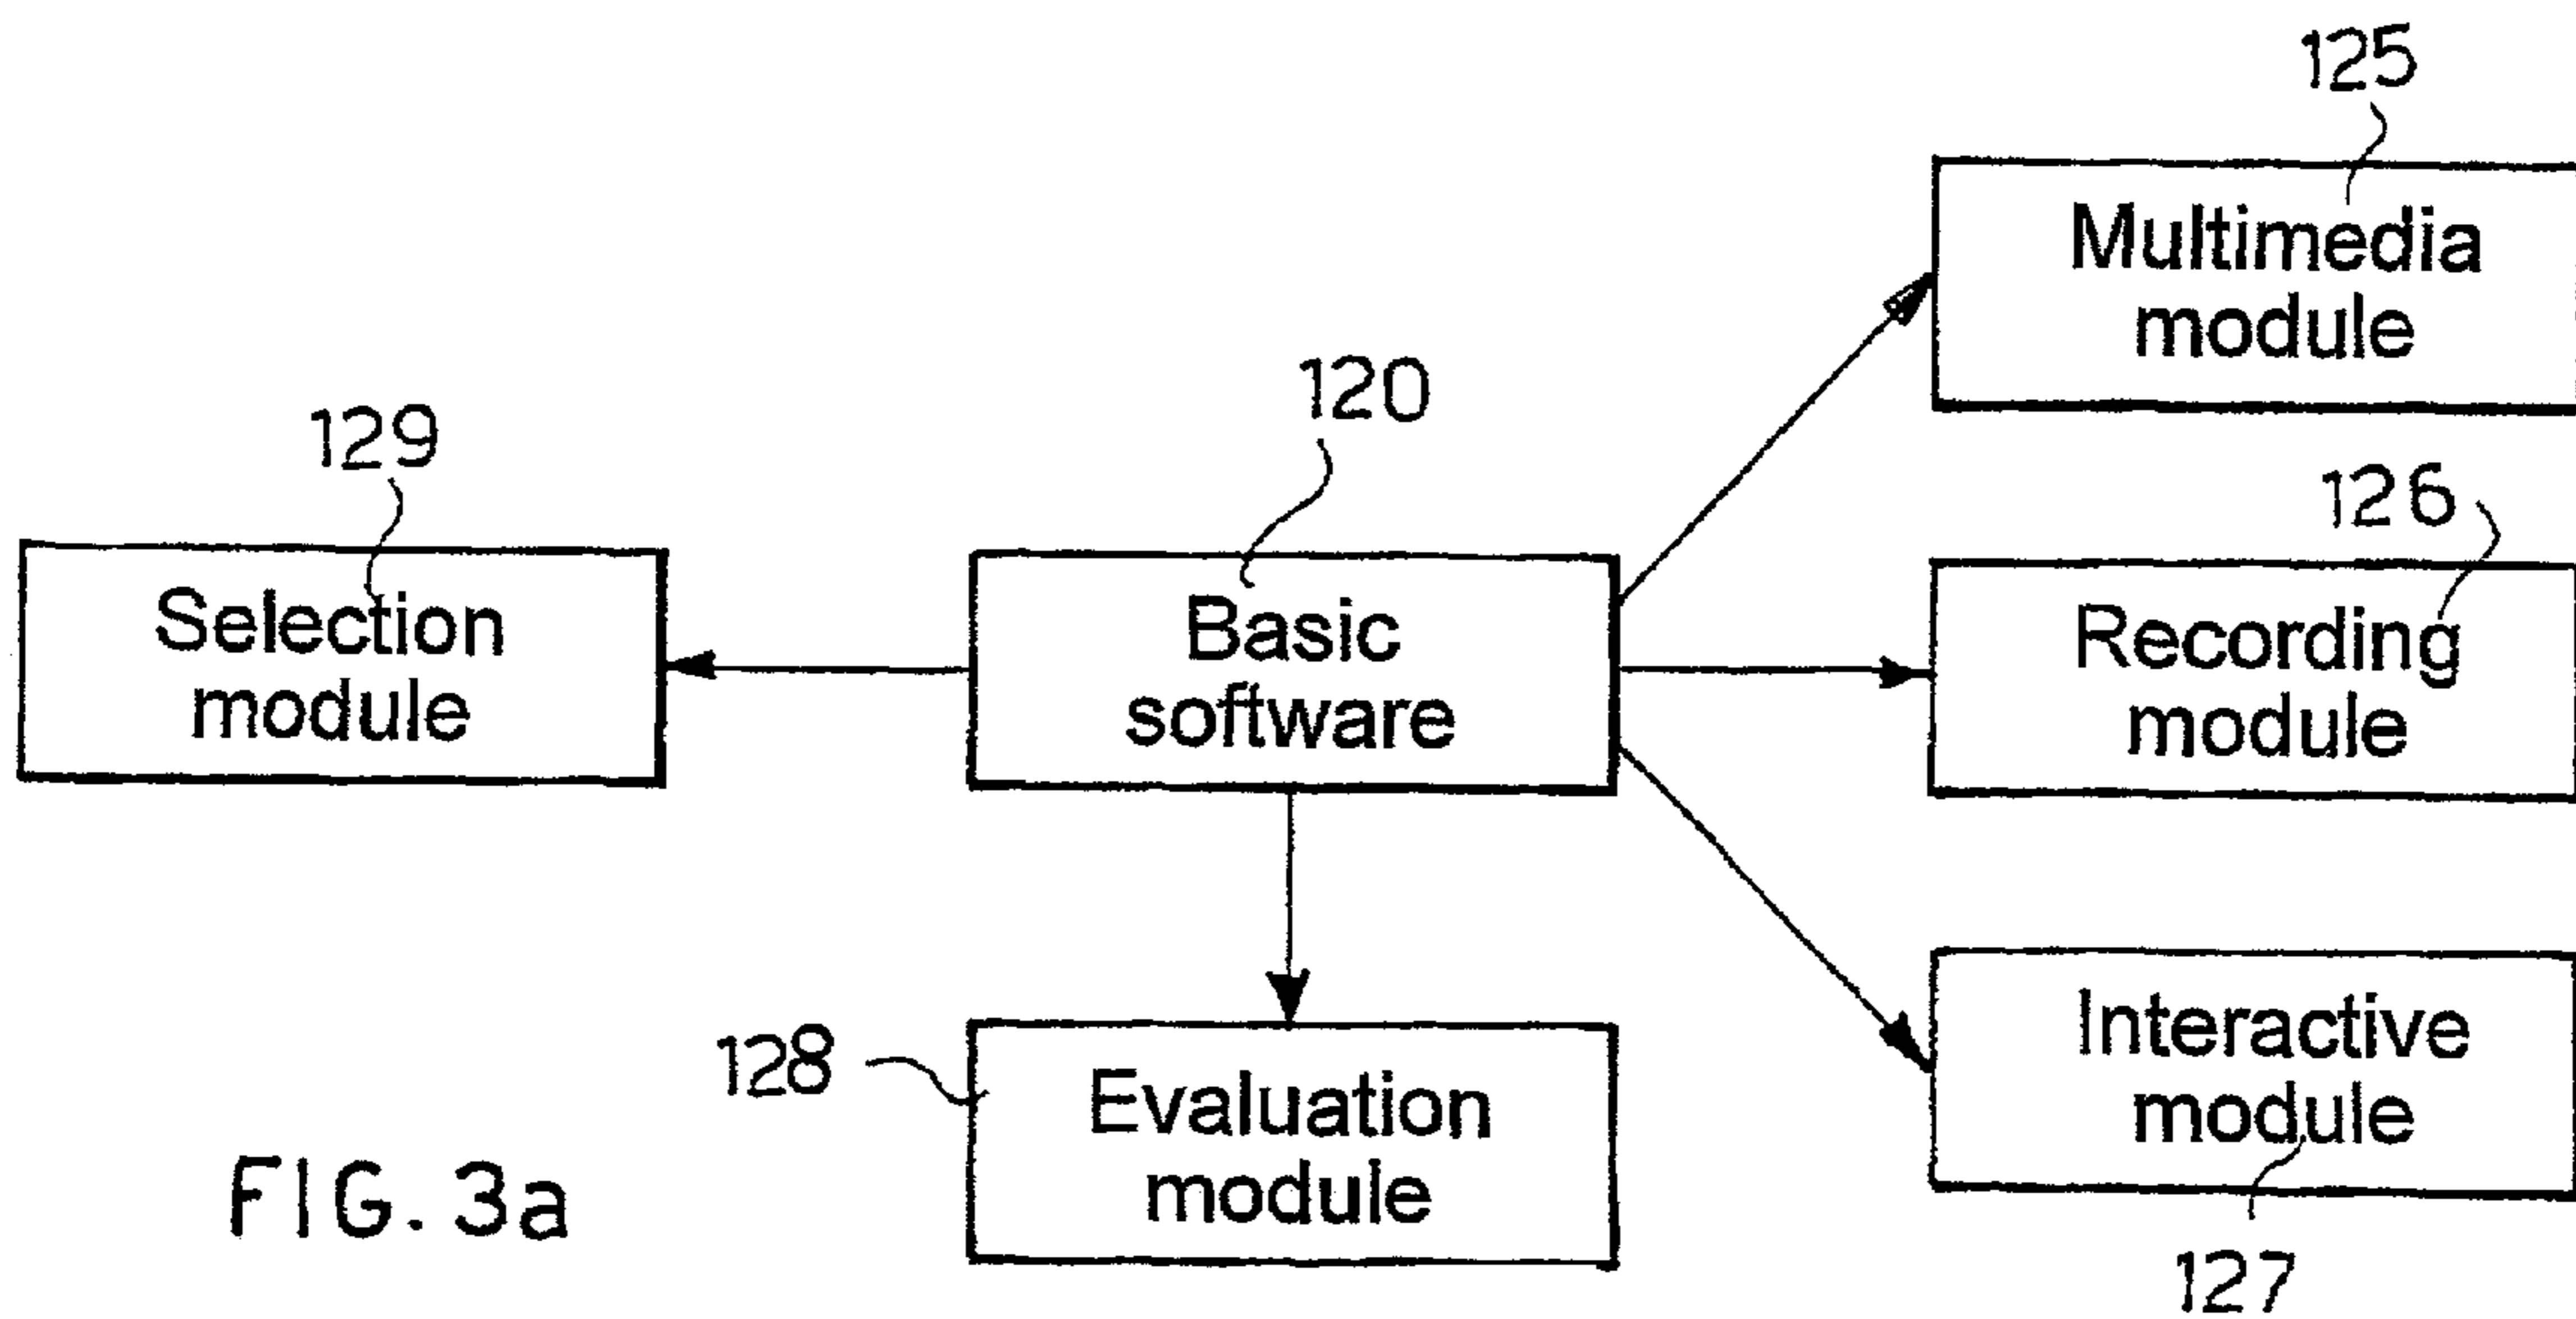 125
Multimedia
module
120
129
126
Selection
module
Basic
software
Recording
module
128
Evaluation
module
Interactive
module
127
FIG. 3a